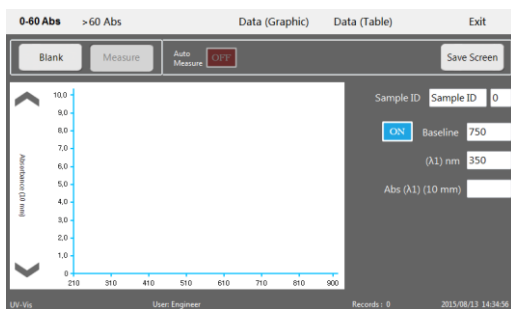 0-60 Abs >60 Abs Data (Graphic) Data (Table) Exit
Blank Measure Auto Measure OFF Save Screen
Sample ID Sample ID 0
ON Baseline 750
(λ1) nm 350
Abs (λ1) (10 mm)
Absorbance (10 mm)
10,0
9,0
8,0
7,0
6,0
5,0
4,0
3,0
2,0
1,0
0
210 310 410 510 610 710 810 900
UV-Vis User: Engineer Records : 0 2015/08/13 14:34:56